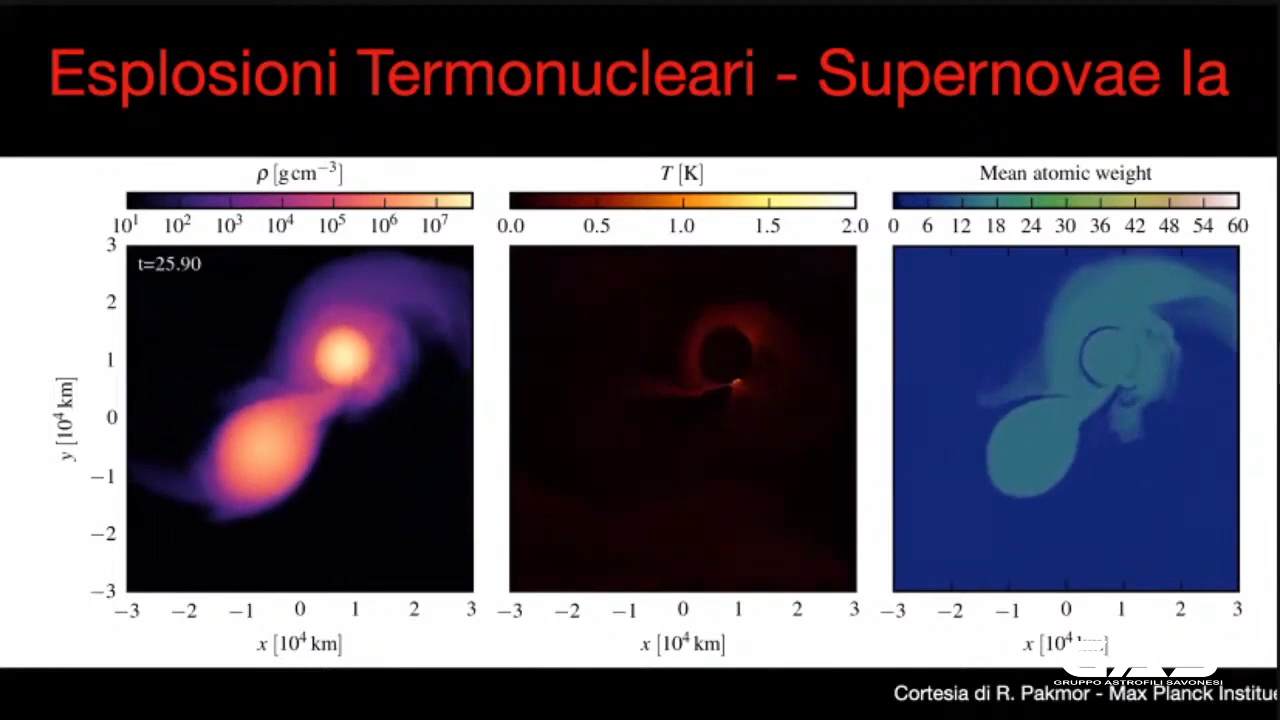 Esplosioni Termonucleari - Supernovae Ia
ρ [g cm⁻³]
T [K]
Mean atomic weight
10¹ 10² 10³ 10⁴ 10⁵ 10⁶ 10⁷
0.0 0.5 1.0 1.5 2.0
0 6 12 18 24 30 36 42 48 54 60
t=25.90
y [10⁴ km]
3
2
1
0
−1
−2
−3
−3 −2 −1 0 1 2 3
−3 −2 −1 0 1 2 3
−3 −2 −1 0 1 2 3
x [10⁴ km]
x [10⁴ km]
x [10⁴
GRUPPO ASTROFILI SAVONESI
Cortesia di R. Pakmor - Max Planck Institue